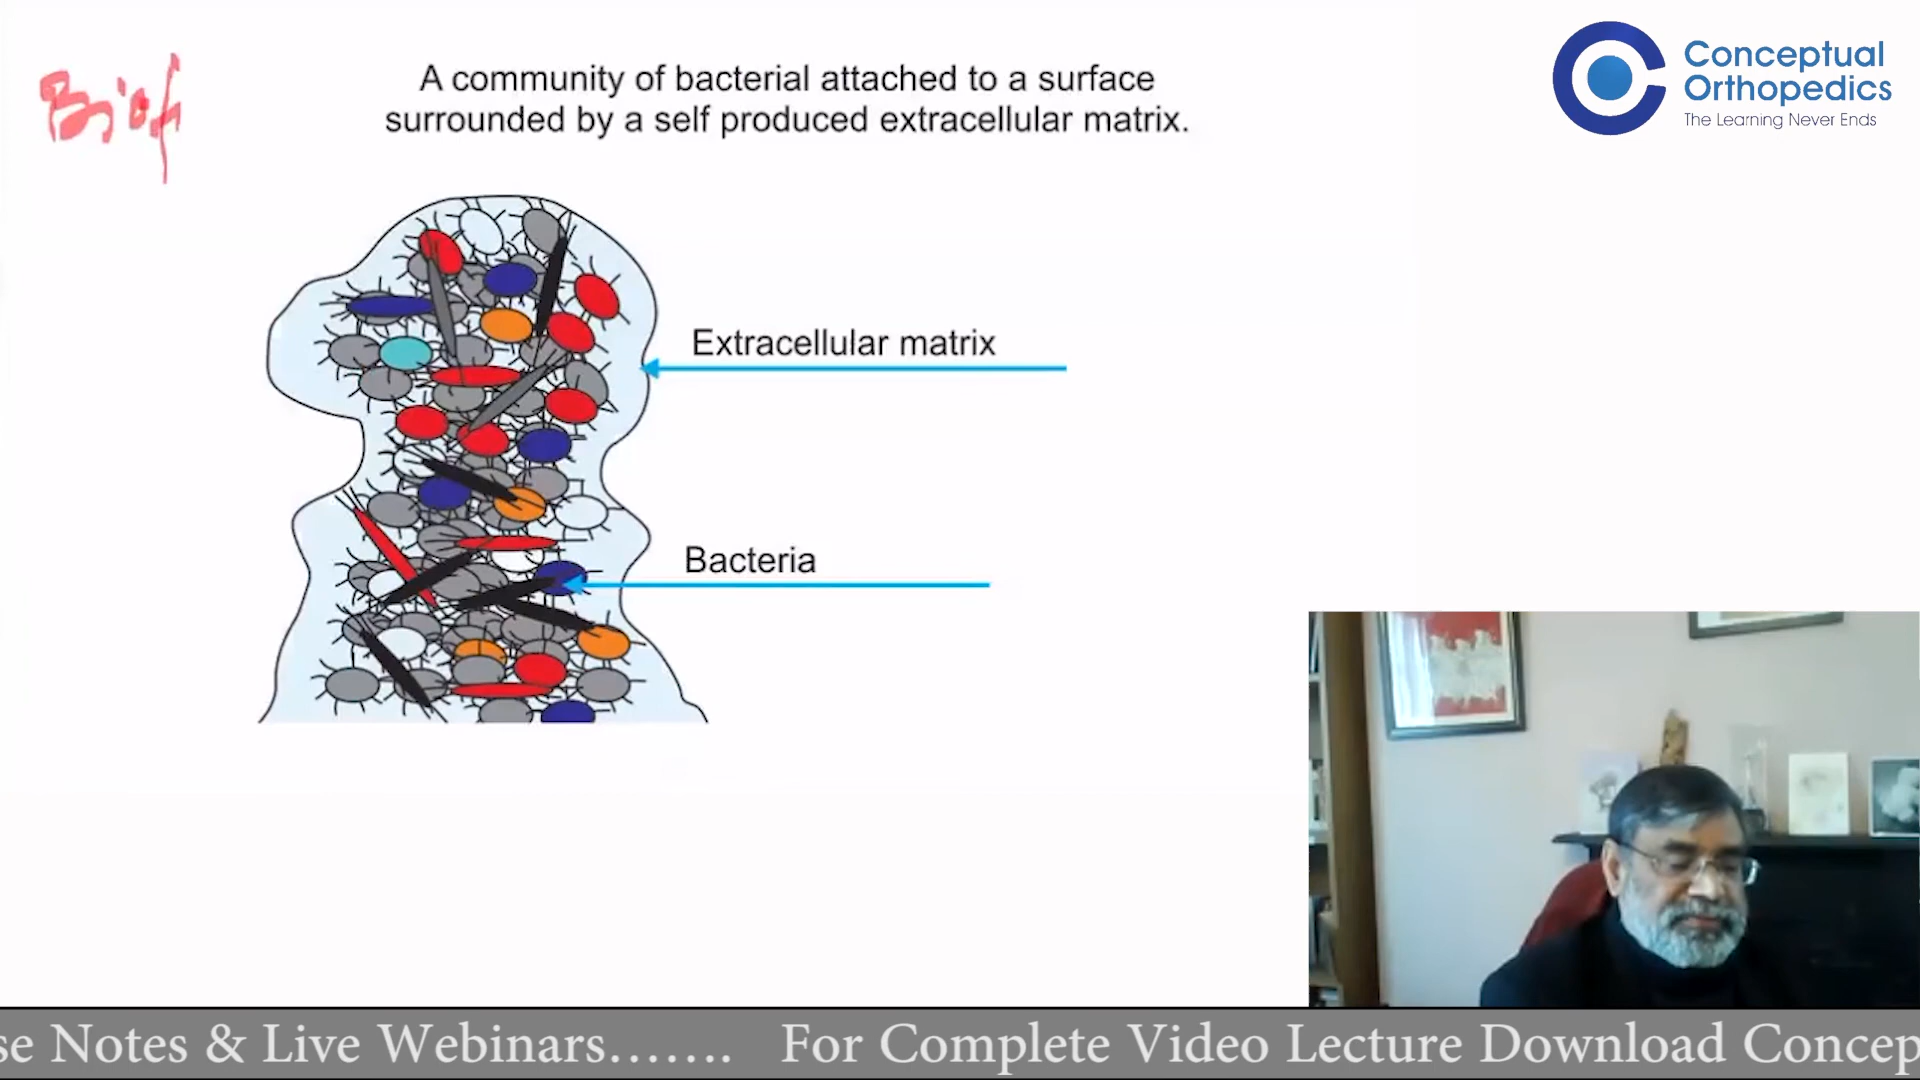 Biof
A community of bacterial attached to a surface
surrounded by a self produced extracellular matrix.
Conceptual
Orthopedics
The Learning Never Ends
Extracellular matrix
Bacteria
se Notes & Live Webinars....... For Complete Video Lecture Download Concep